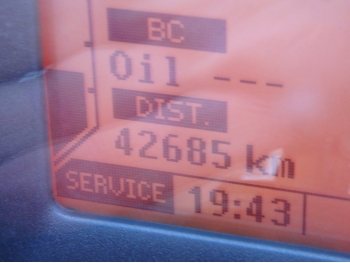 BC
Oil ---
DIST.
42685 km
SERVICE 19:43